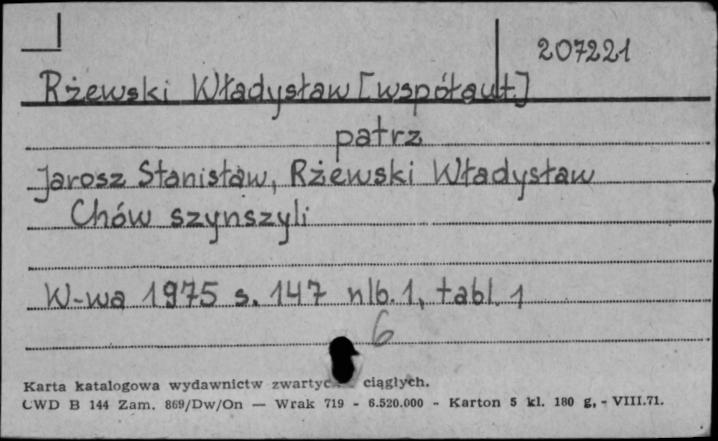 207221
Rżewski Władysław [współaut.]
patrz
Jarosz Stanisław, Rżewski Władysław
Chów szynszyli
W-wa 1975 s. 147 nlb. 1, tabl. 1
6
Karta katalogowa wydawnictw ciągłych.
CWD B 144 Zam. 869/Dw/On — Wrak 719 - 6.520.000 - Karton 5 kl. 180 g, - VIII.71.